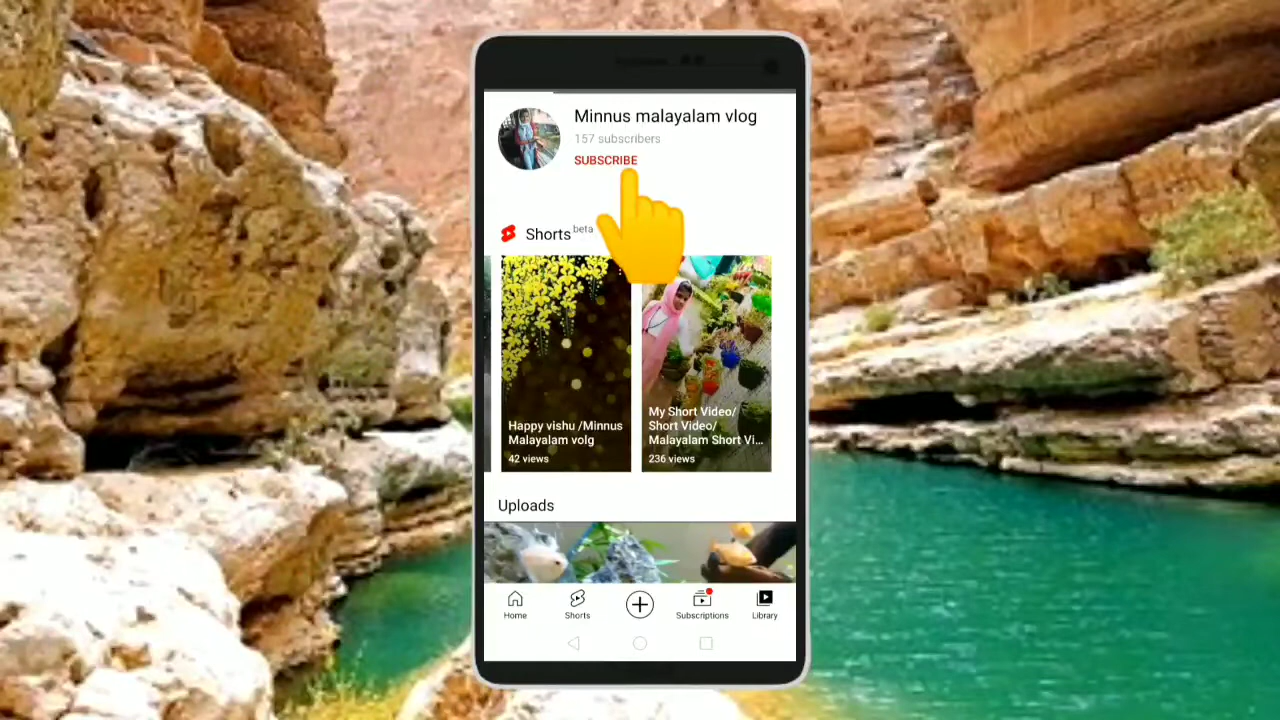 Minnus malayalam vlog
157 subscribers
SUBSCRIBE
Shorts beta
Happy vishu /Minnus
Malayalam volg
42 views
My Short Video/
Short Video/
Malayalam Short Vi...
236 views
Uploads
Home
Shorts
Subscriptions
Library